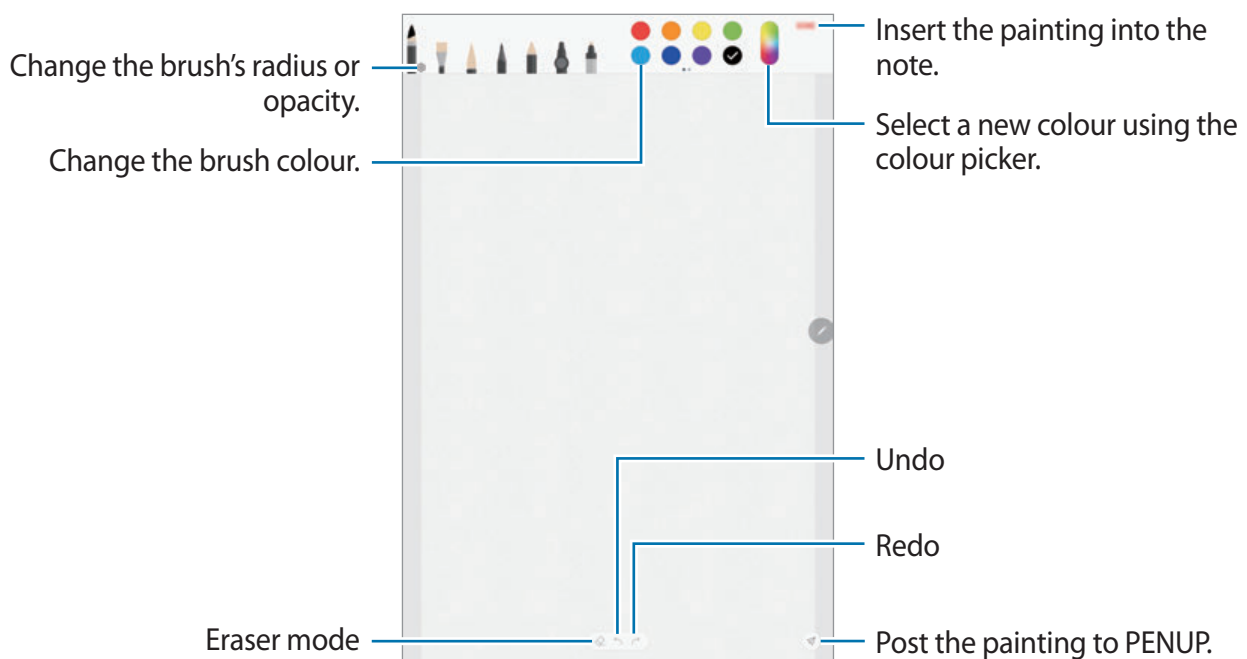 Change the brush's radius or
opacity.
Change the brush colour.
Insert the painting into the
note.
Select a new colour using the
colour picker.
Undo
Redo
Eraser mode
Post the painting to PENUP.